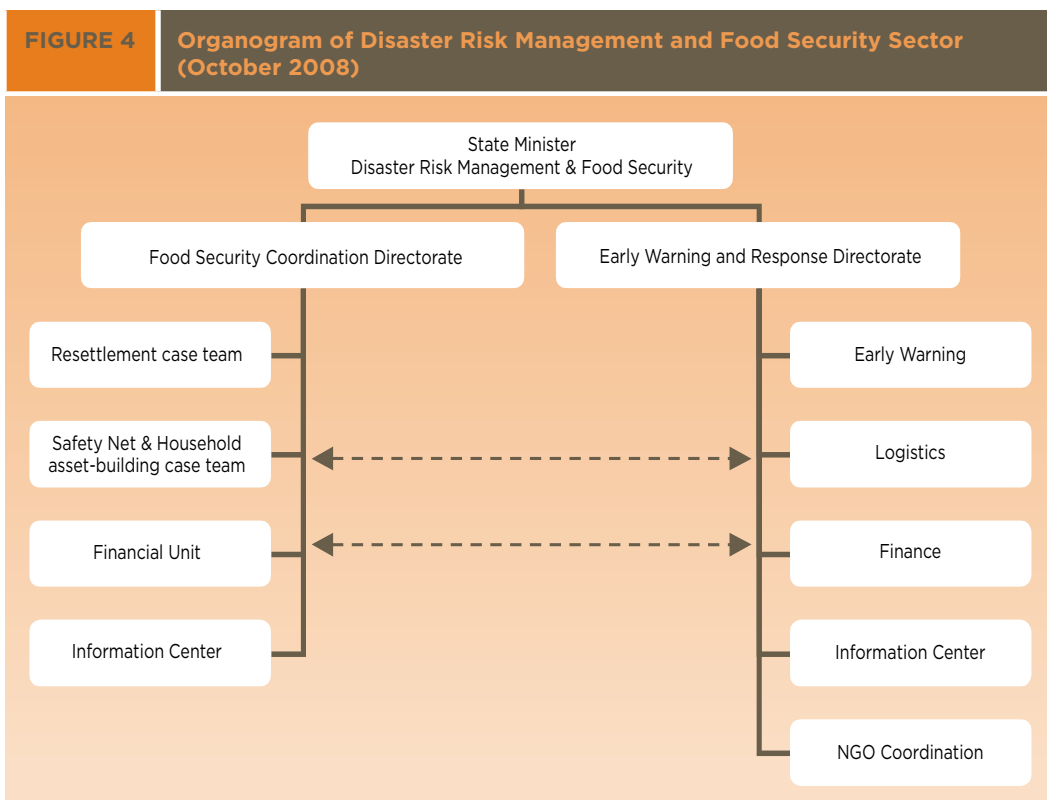 FIGURE 4
Organogram of Disaster Risk Management and Food Security Sector
(October 2008)
State Minister
Disaster Risk Management & Food Security
Food Security Coordination Directorate
Early Warning and Response Directorate
Resettlement case team
Early Warning
Safety Net & Household
asset-building case team
Logistics
Financial Unit
Finance
Information Center
Information Center
NGO Coordination